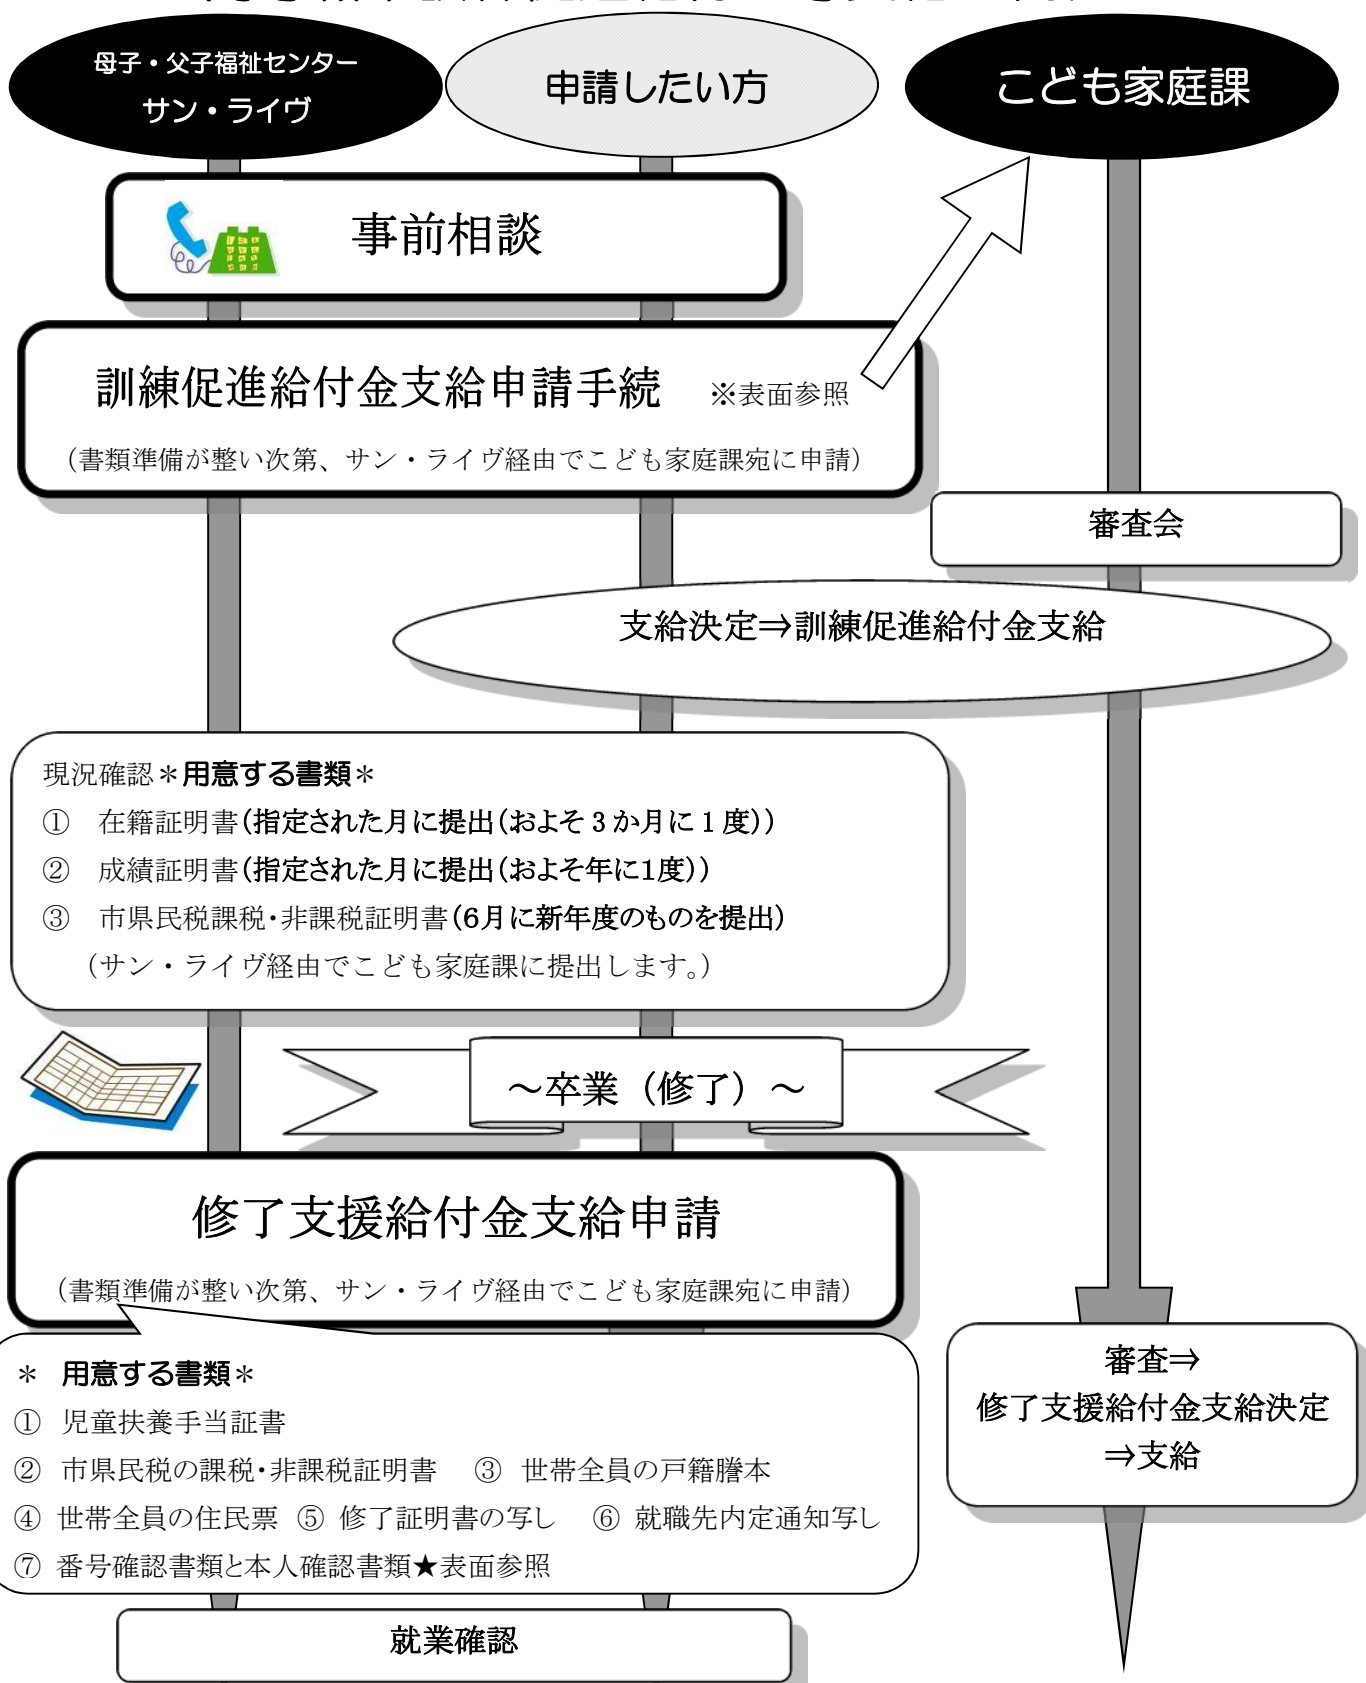 母子・父子福祉センター
サン・ライヴ
申請したい方
こども家庭課
事前相談
訓練促進給付金支給申請手続 ※表面参照
（書類準備が整い次第、サン・ライヴ経由でこども家庭課宛に申請）
審査会
支給決定⇒訓練促進給付金支給
現況確認＊用意する書類＊
① 在籍証明書(指定された月に提出(およそ３か月に１度))
② 成績証明書(指定された月に提出(およそ年に1度))
③ 市県民税課税・非課税証明書(6月に新年度のものを提出)
（サン・ライヴ経由でこども家庭課に提出します。）
～卒業（修了）～
修了支援給付金支給申請
（書類準備が整い次第、サン・ライヴ経由でこども家庭課宛に申請）
＊ 用意する書類＊
① 児童扶養手当証書
② 市県民税の課税・非課税証明書 ③ 世帯全員の戸籍謄本
④ 世帯全員の住民票 ⑤ 修了証明書の写し ⑥ 就職先内定通知写し
⑦ 番号確認書類と本人確認書類★表面参照
審査⇒
修了支援給付金支給決定
⇒支給
就業確認